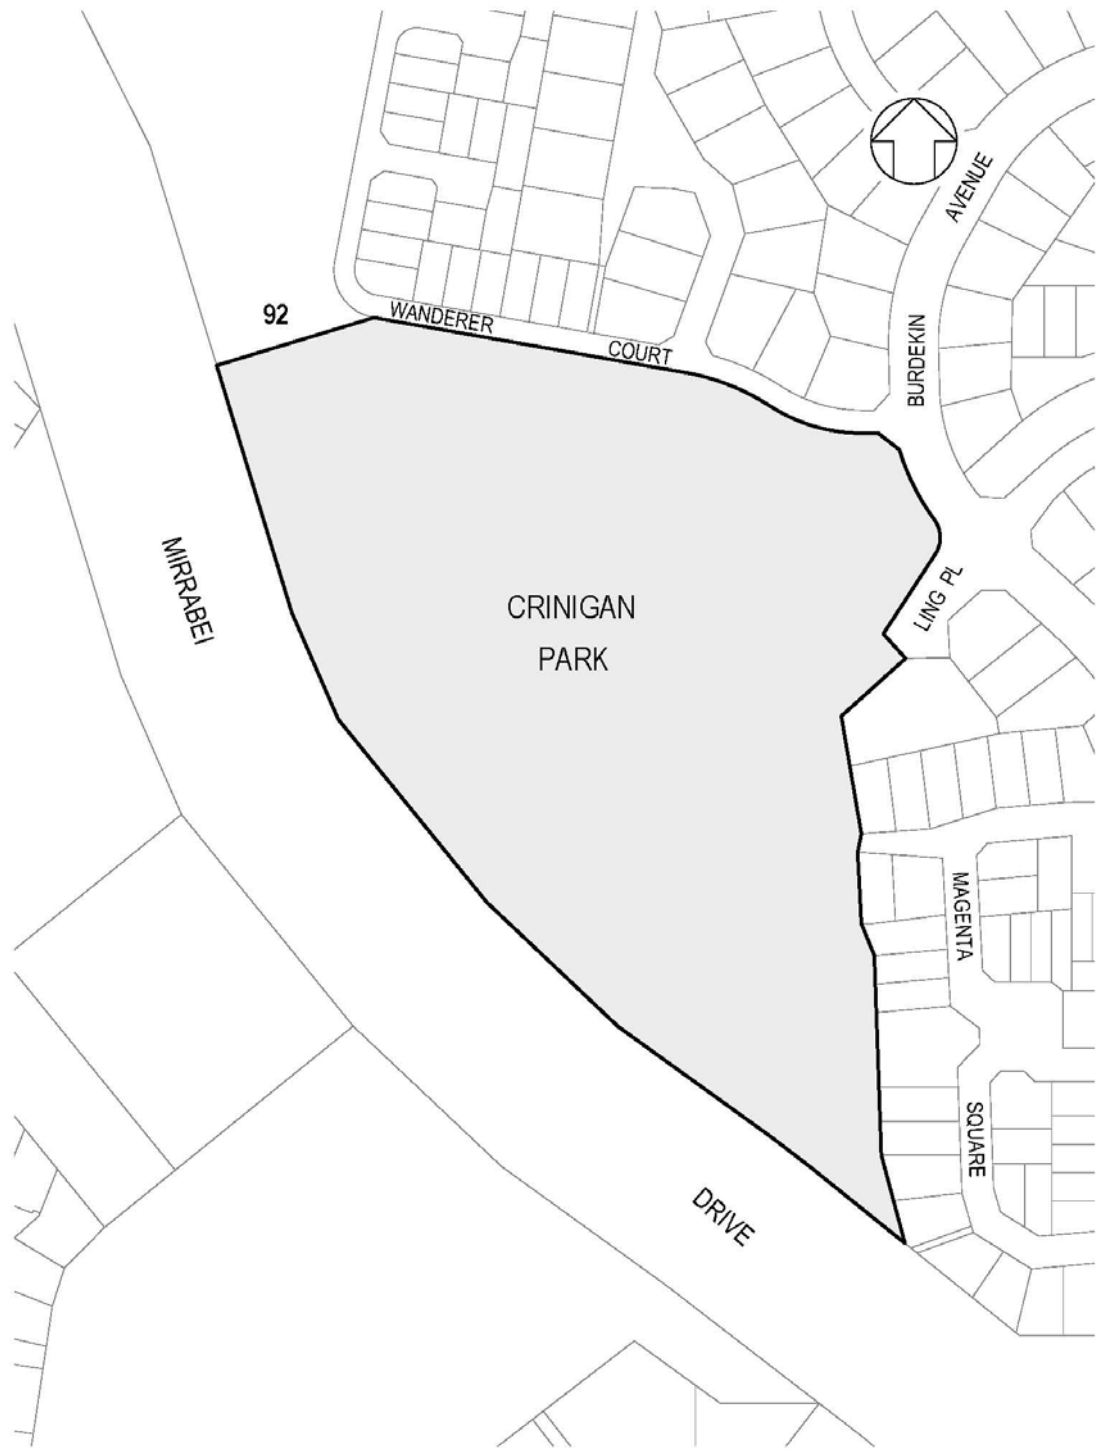 AVENUE
92
WANDERER
COURT
BURDEKIN
MIRRABEI
CRINIGAN
PARK
LING PL
MAGENTA
SQUARE
DRIVE